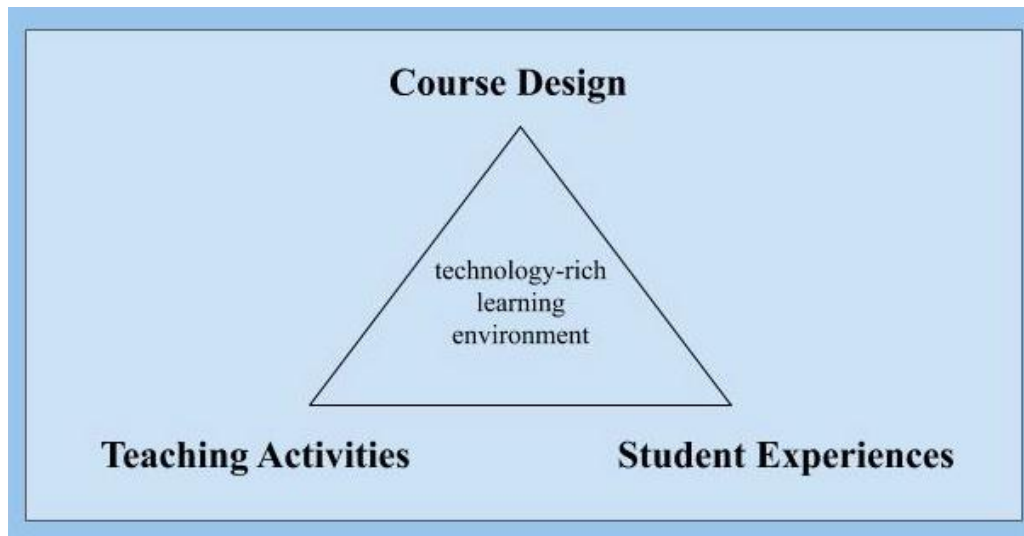 Course Design
technology-rich
learning
environment
Teaching Activities
Student Experiences